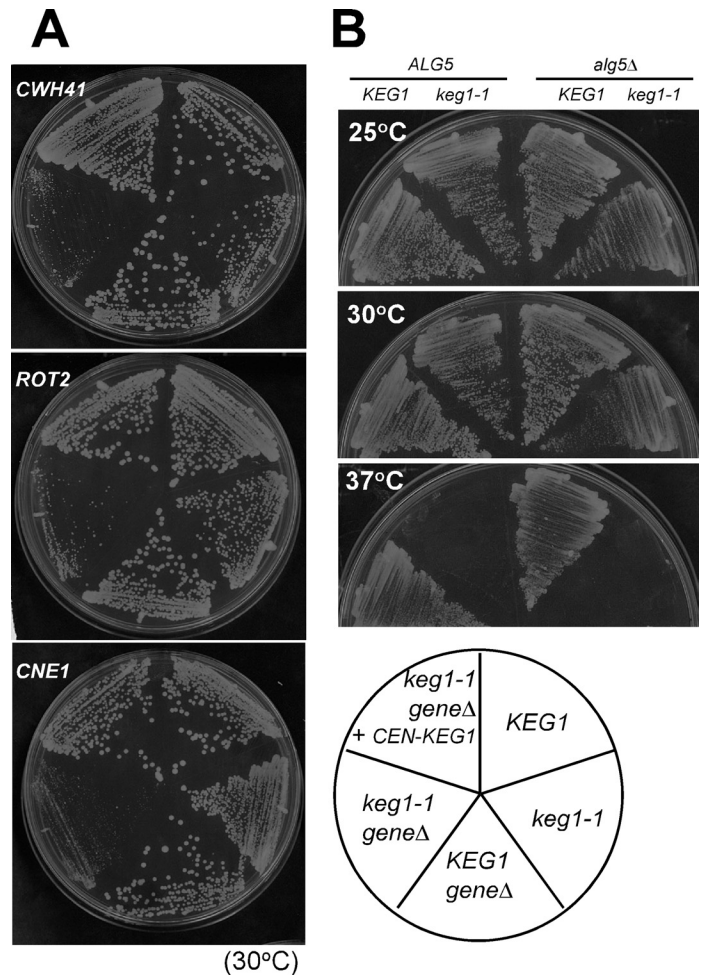 A
CWH41
ROT2
CNE1
(30°C)
B
ALG5 alg5Δ
KEG1 keg1-1 KEG1 keg1-1
25°C
30°C
37°C
keg1-1
geneΔ
+ CEN-KEG1
KEG1
keg1-1
geneΔ
keg1-1
KEG1
geneΔ